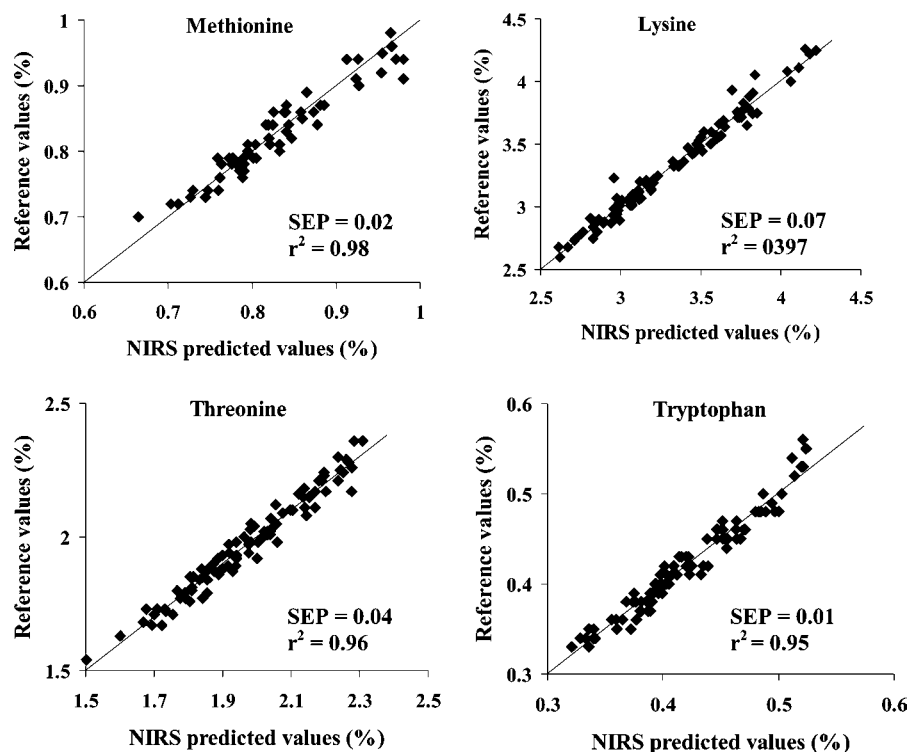 Methionine
Reference values (%)
1
0.9
0.8
0.7
0.6
0.6 0.7 0.8 0.9 1
SEP = 0.02
r² = 0.98
NIRS predicted values (%)
Lysine
Reference values (%)
4.5
4
3.5
3
2.5
2.5 3 3.5 4 4.5
SEP = 0.07
r² = 0397
NIRS predicted values (%)
Threonine
Reference values (%)
2.5
2
1.5
1.5 1.7 1.9 2.1 2.3 2.5
SEP = 0.04
r² = 0.96
NIRS predicted values (%)
Tryptophan
Reference values (%)
0.6
0.5
0.4
0.3
0.3 0.4 0.5 0.6
SEP = 0.01
r² = 0.95
NIRS predicted values (%)